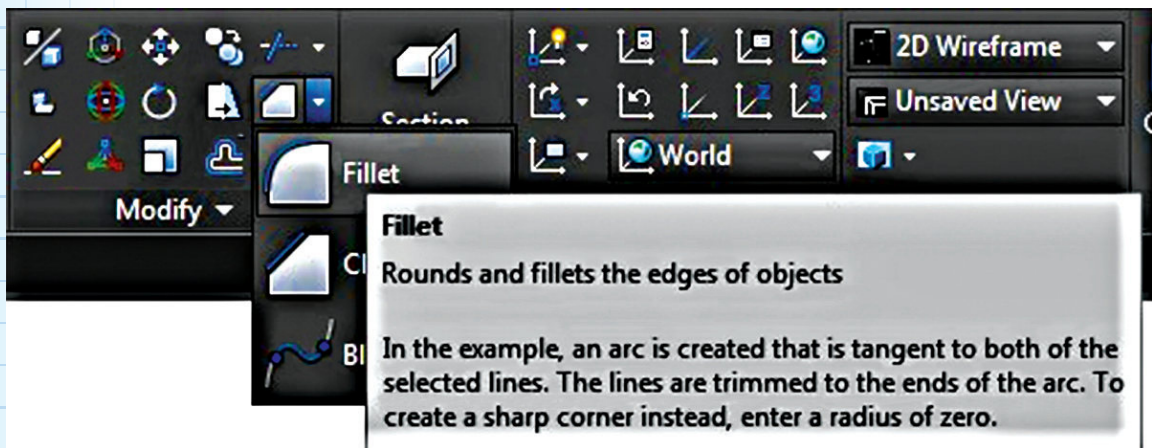 2D Wireframe
Unsaved View
Section
World
Modify
Fillet
Fillet
Rounds and fillets the edges of objects
In the example, an arc is created that is tangent to both of the
selected lines. The lines are trimmed to the ends of the arc. To
create a sharp corner instead, enter a radius of zero.